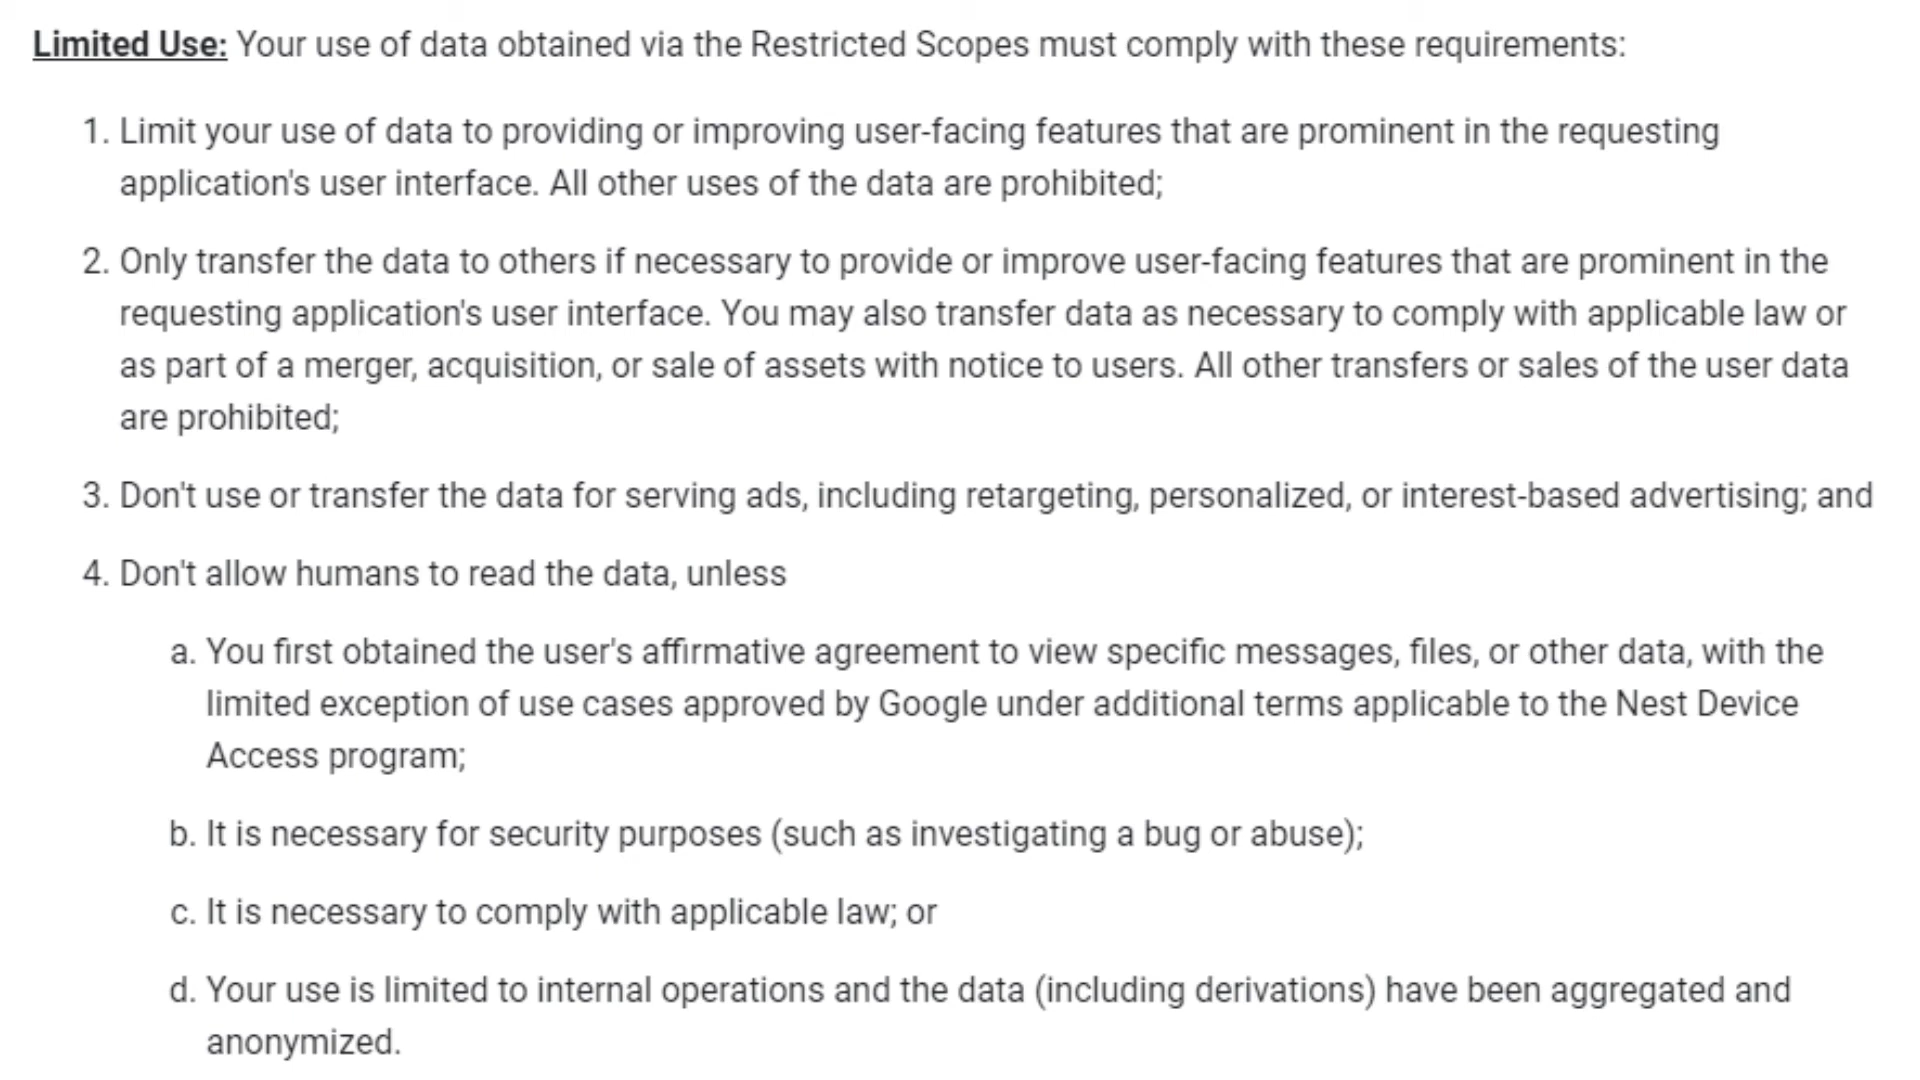 Limited Use: Your use of data obtained via the Restricted Scopes must comply with these requirements:
1. Limit your use of data to providing or improving user-facing features that are prominent in the requesting
application's user interface. All other uses of the data are prohibited;
2. Only transfer the data to others if necessary to provide or improve user-facing features that are prominent in the
requesting application's user interface. You may also transfer data as necessary to comply with applicable law or
as part of a merger, acquisition, or sale of assets with notice to users. All other transfers or sales of the user data
are prohibited;
3. Don't use or transfer the data for serving ads, including retargeting, personalized, or interest-based advertising; and
4. Don't allow humans to read the data, unless
a. You first obtained the user's affirmative agreement to view specific messages, files, or other data, with the
limited exception of use cases approved by Google under additional terms applicable to the Nest Device
Access program;
b. It is necessary for security purposes (such as investigating a bug or abuse);
c. It is necessary to comply with applicable law; or
d. Your use is limited to internal operations and the data (including derivations) have been aggregated and
anonymized.